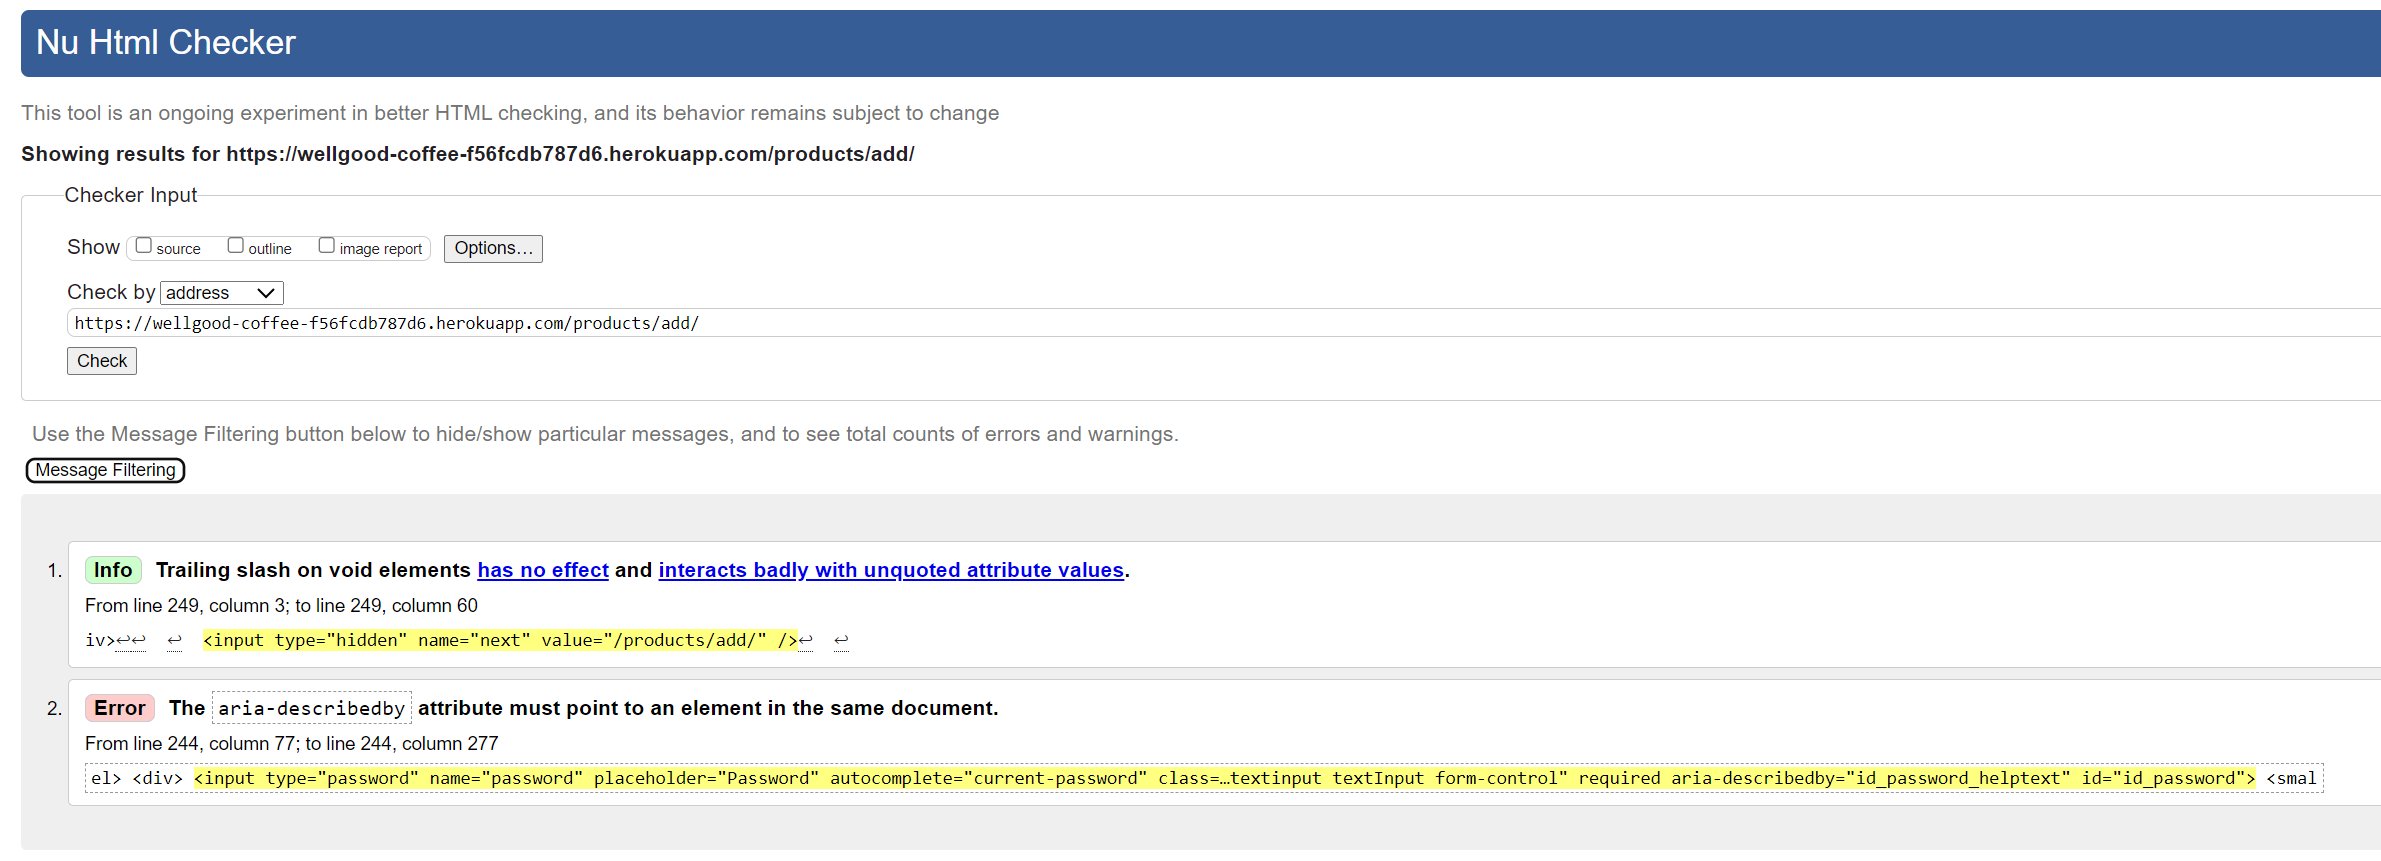 Nu Html Checker
This tool is an ongoing experiment in better HTML checking, and its behavior remains subject to change
Showing results for https://wellgood-coffee-f56fcdb787d6.herokuapp.com/products/add/
Checker Input
Show source outline image report Options…
Check by address
https://wellgood-coffee-f56fcdb787d6.herokuapp.com/products/add/
Check
Use the Message Filtering button below to hide/show particular messages, and to see total counts of errors and warnings.
Message Filtering
1. Info Trailing slash on void elements has no effect and interacts badly with unquoted attribute values.
From line 249, column 3; to line 249, column 60
iv>↩↩ ↩ <input type="hidden" name="next" value="/products/add/" />↩ ↩
2. Error The aria-describedby attribute must point to an element in the same document.
From line 244, column 77; to line 244, column 277
el> <div> <input type="password" name="password" placeholder="Password" autocomplete="current-password" class=…textinput textInput form-control" required aria-describedby="id_password_helptext" id="id_password"> <smal